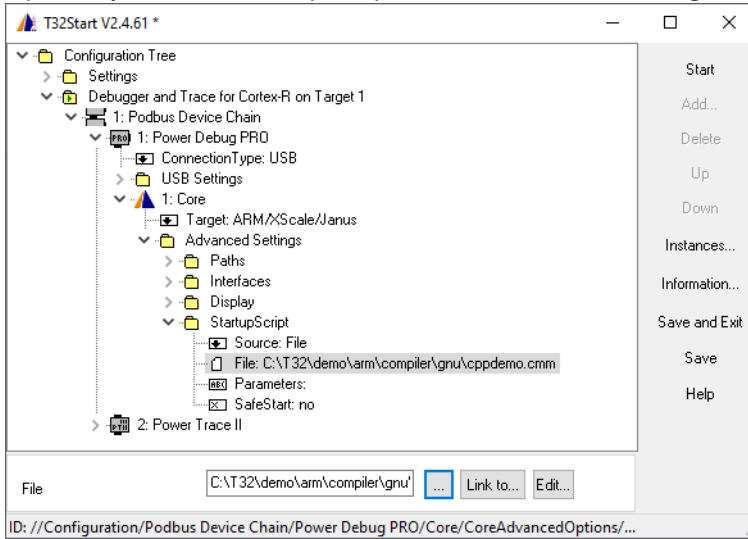 T32Start V2.4.61 *
Configuration Tree
Settings
Debugger and Trace for Cortex-R on Target 1
1: Podbus Device Chain
PRO 1: Power Debug PRO
ConnectionType: USB
USB Settings
1: Core
Target: ARM/XScale/Janus
Advanced Settings
Paths
Interfaces
Display
StartupScript
Source: File
File: C:\T32\demo\arm\compiler\gnu\cppdemo.cmm
ABC Parameters:
SafeStart: no
2: Power Trace II
Start
Add...
Delete
Up
Down
Instances...
Information...
Save and Exit
Save
Help
File C:\T32\demo\arm\compiler\gnu' ... Link to... Edit...
ID: //Configuration/Podbus Device Chain/Power Debug PRO/Core/CoreAdvancedOptions/...